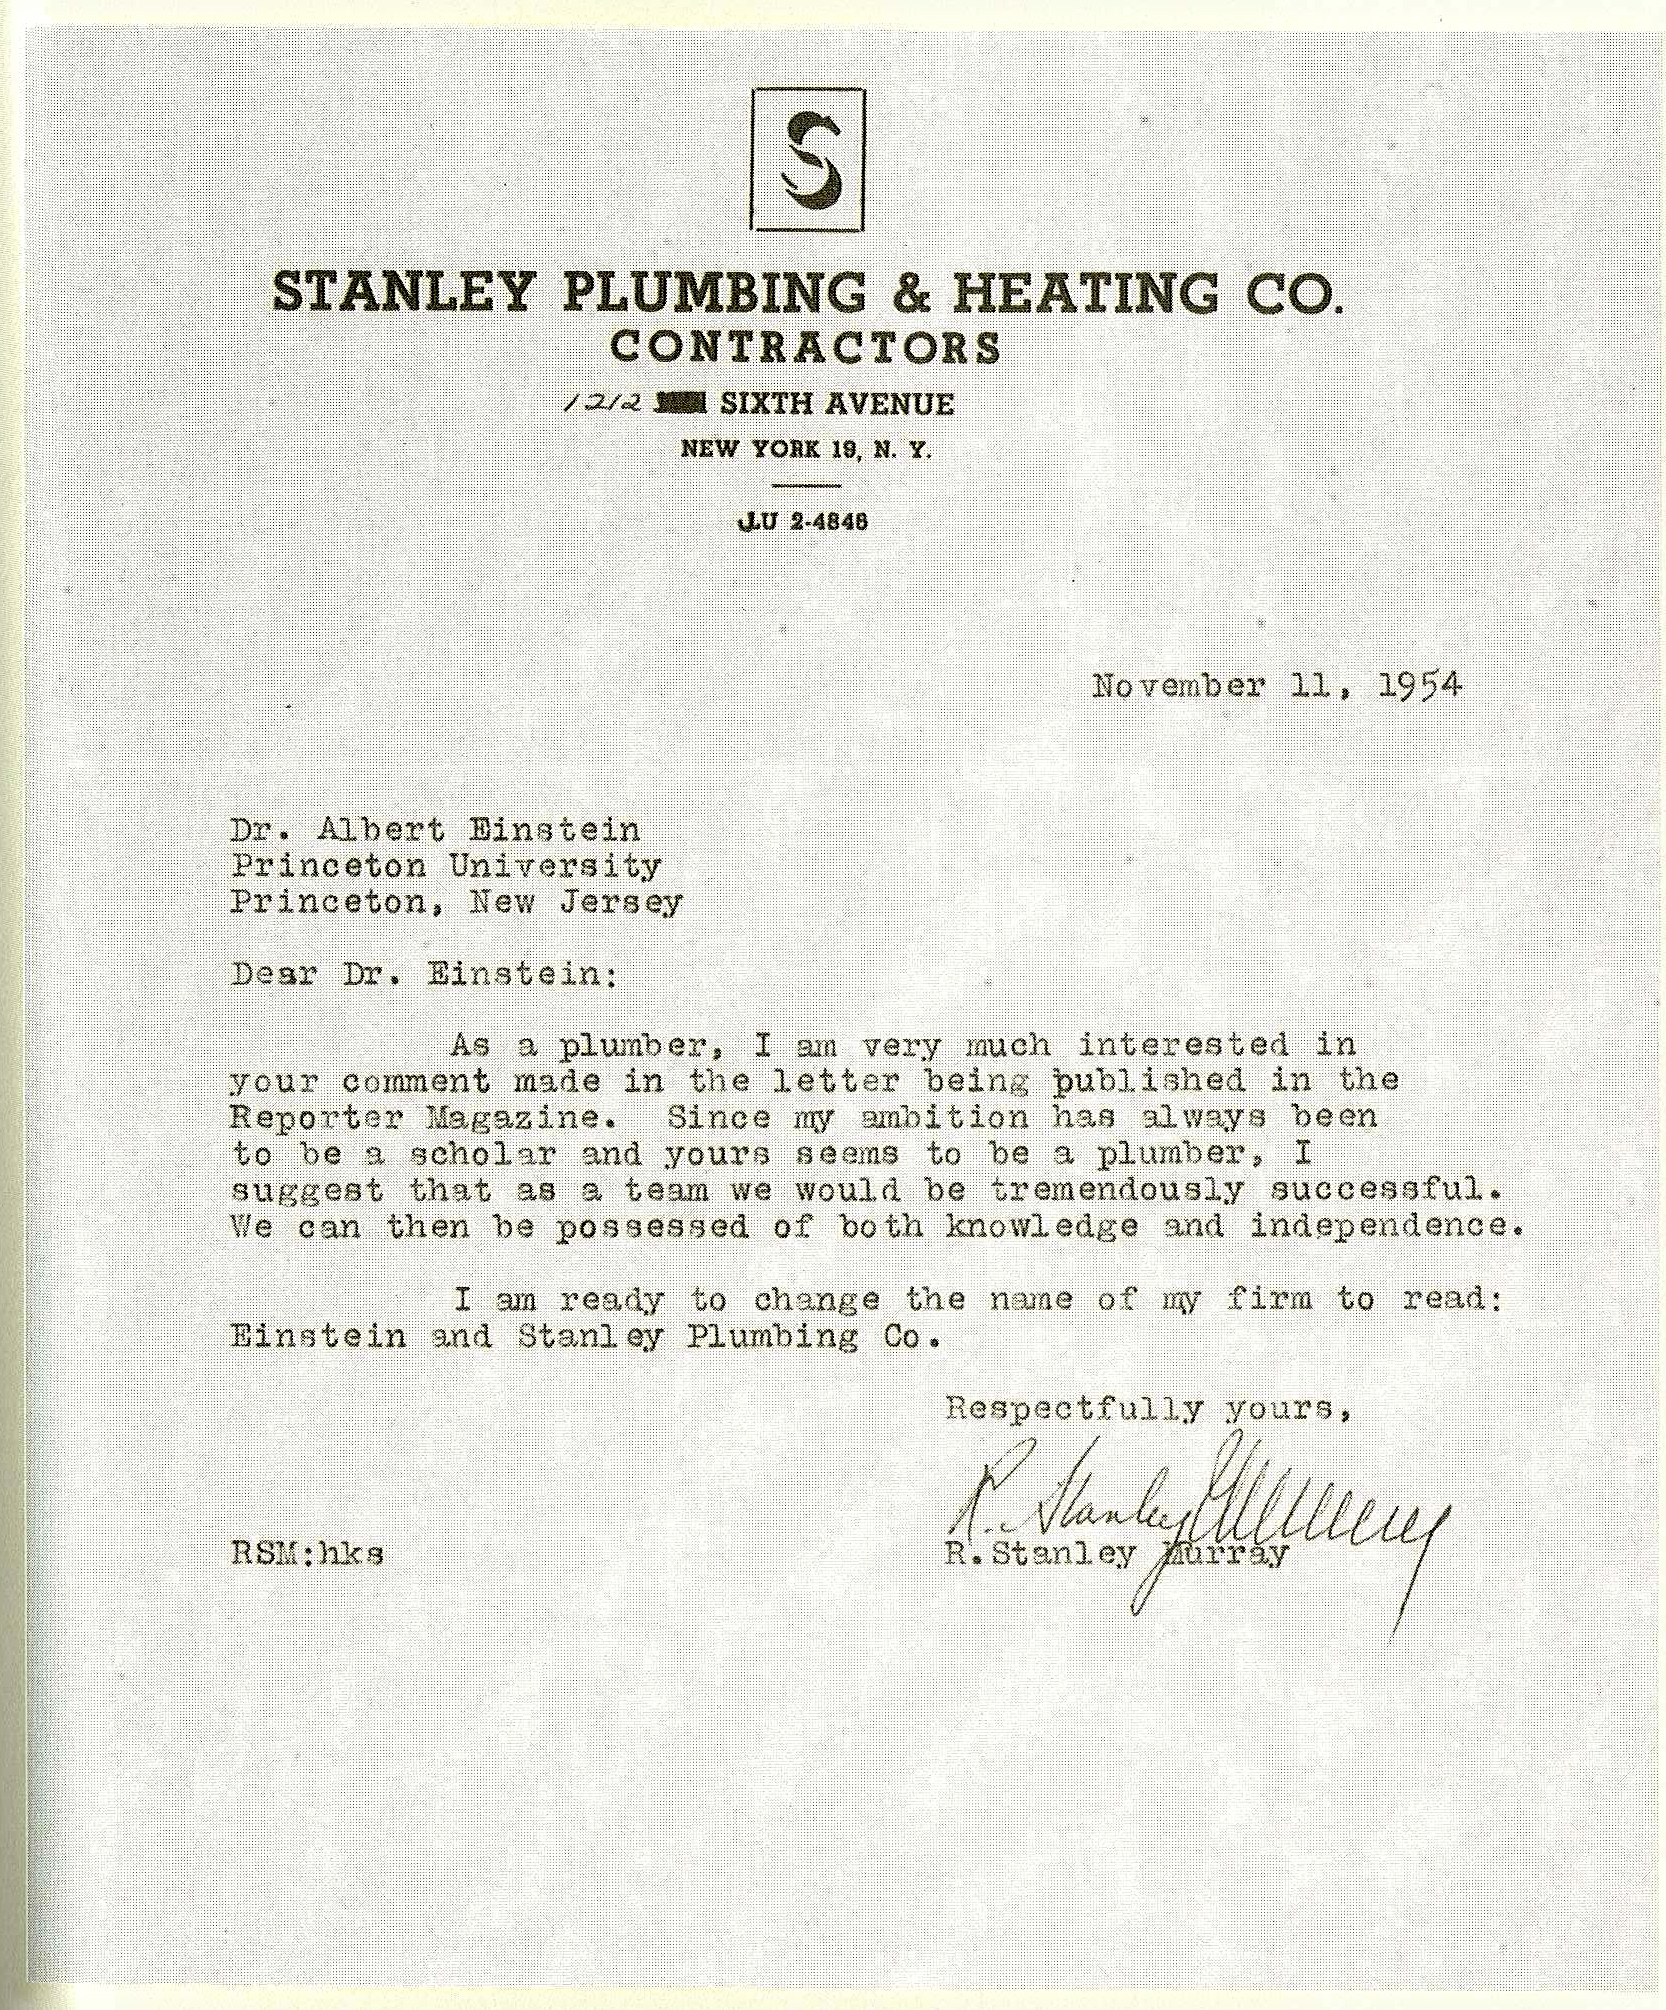 S
STANLEY PLUMBING & HEATING CO.
CONTRACTORS
1212 SIXTH AVENUE
NEW YORK 19, N. Y.
JU 2-4848
November 11, 1954
Dr. Albert Einstein
Princeton University
Princeton, New Jersey
Dear Dr. Einstein:
As a plumber, I am very much interested in
your comment made in the letter being published in the
Reporter Magazine. Since my ambition has always been
to be a scholar and yours seems to be a plumber, I
suggest that as a team we would be tremendously successful.
We can then be possessed of both knowledge and independence.
I am ready to change the name of my firm to read:
Einstein and Stanley Plumbing Co.
Respectfully yours,
R. Stanley Murray
RSM:hks R.Stanley Murray